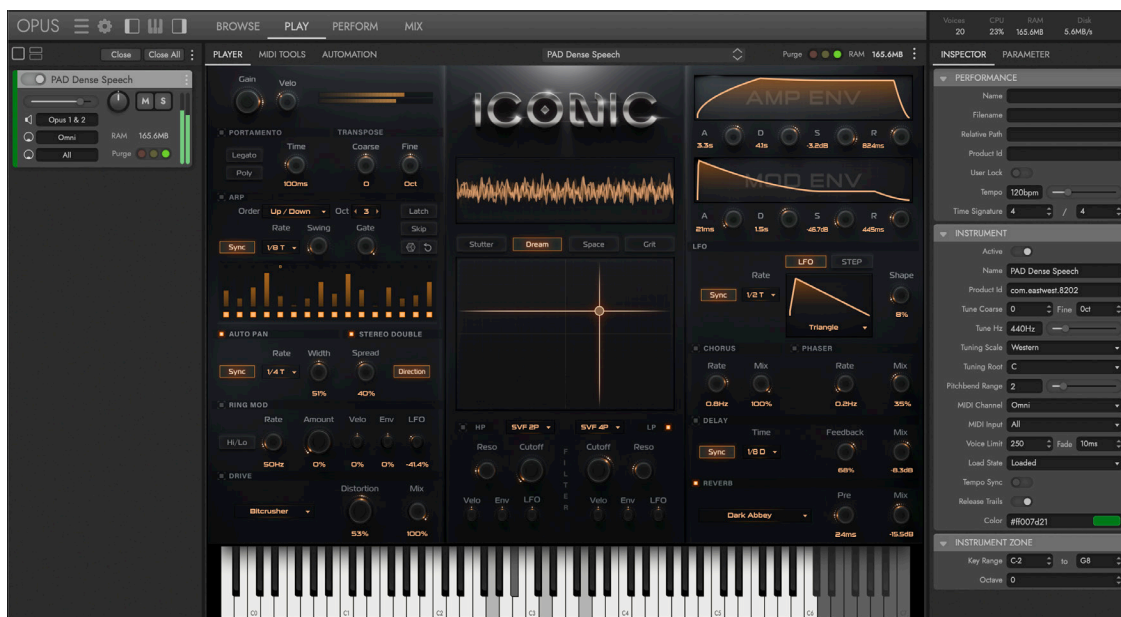 OPUS BROWSE PLAY PERFORM MIX
Voices CPU RAM Disk
20 23% 165.6MB 5.6MB/s
Close Close All
PLAYER MIDI TOOLS AUTOMATION PAD Dense Speech Purge RAM 165.6MB
INSPECTOR PARAMETER
PAD Dense Speech
M S
Opus 1 & 2
Omni RAM 165.6MB
All Purge
Gain Velo
PORTAMENTO TRANSPOSE
Legato Time Coarse Fine
Poly
100ms 0 0ct
ARP
Order Up / Down Oct 3 Latch
Rate Swing Gate Skip
Sync 1/8 T
AUTO PAN STEREO DOUBLE
Rate Width Spread
Sync 1/4 T Direction
51% 40%
RING MOD
Rate Amount Velo Env LFO
Hi/Lo
50Hz 0% 0% 0% -41.4%
DRIVE
Distortion Mix
Bitcrusher
53% 100%
ICONIC
Stutter Dream Space Grit
HP SVF 2P SVF 4P LP
Reso Cutoff Cutoff Reso
FILTER
Velo Env LFO Velo Env LFO
AMP ENV
A D S R
3.3s 41s -3.2dB 824ms
MOD ENV
A D S R
21ms 1.5s -46.7dB 445ms
LFO
LFO STEP
Rate Shape
Sync 1/2 T
8%
Triangle
CHORUS PHASER
Rate Mix Rate Mix
0.8Hz 100% 0.2Hz 35%
DELAY
Time Feedback Mix
Sync 1/8 D
68% -8.3dB
REVERB
Pre Mix
Dark Abbey
24ms -15.5dB
C0 C1 C2 C3 C4 C5 C6
PERFORMANCE
Name
Filename
Relative Path
Product Id
User Lock
Tempo 120bpm
Time Signature 4 / 4
INSTRUMENT
Active
Name PAD Dense Speech
Product Id com.eastwest.8202
Tune Coarse 0 Fine 0ct
Tune Hz 440Hz
Tuning Scale Western
Tuning Root C
Pitchbend Range 2
MIDI Channel Omni
MIDI Input All
Voice Limit 250 Fade 10ms
Load State Loaded
Tempo Sync
Release Trails
Color #ff007d21
INSTRUMENT ZONE
Key Range C-2 to G8
Octave 0